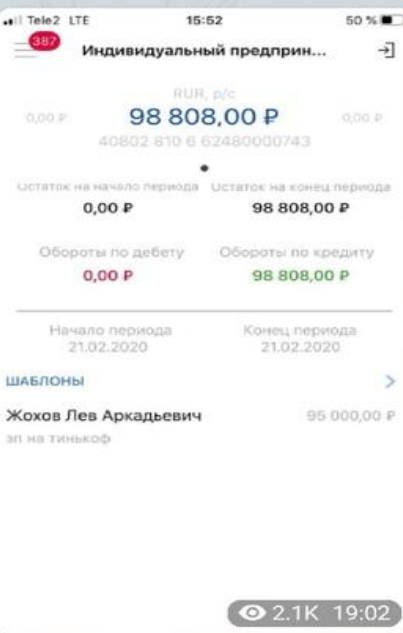 Tele2 LTE 15:52 50 %
387
Индивидуальный предприн...
RUR, р/с
0,00 ₽ 98 808,00 ₽ 0,00 ₽
40802 810 6 62480000743
Остаток на начало периода Остаток на конец периода
0,00 ₽ 98 808,00 ₽
Обороты по дебету Обороты по кредиту
0,00 ₽ 98 808,00 ₽
Начало периода Конец периода
21.02.2020 21.02.2020
ШАБЛОНЫ
Жохов Лев Аркадьевич 95 000,00 ₽
зп на тинькоф
2.1K 19:02